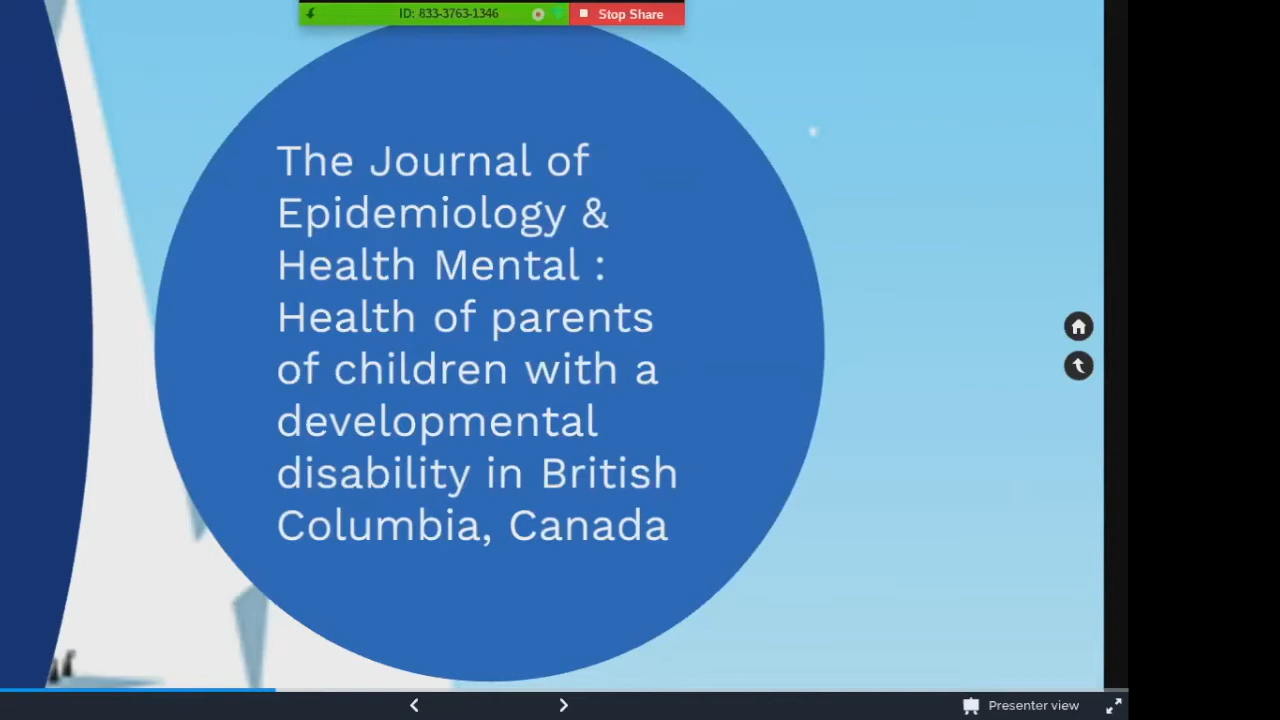 ID: 833-3763-1346
Stop Share
The Journal of
Epidemiology &
Health Mental :
Health of parents
of children with a
developmental
disability in British
Columbia, Canada
Presenter view